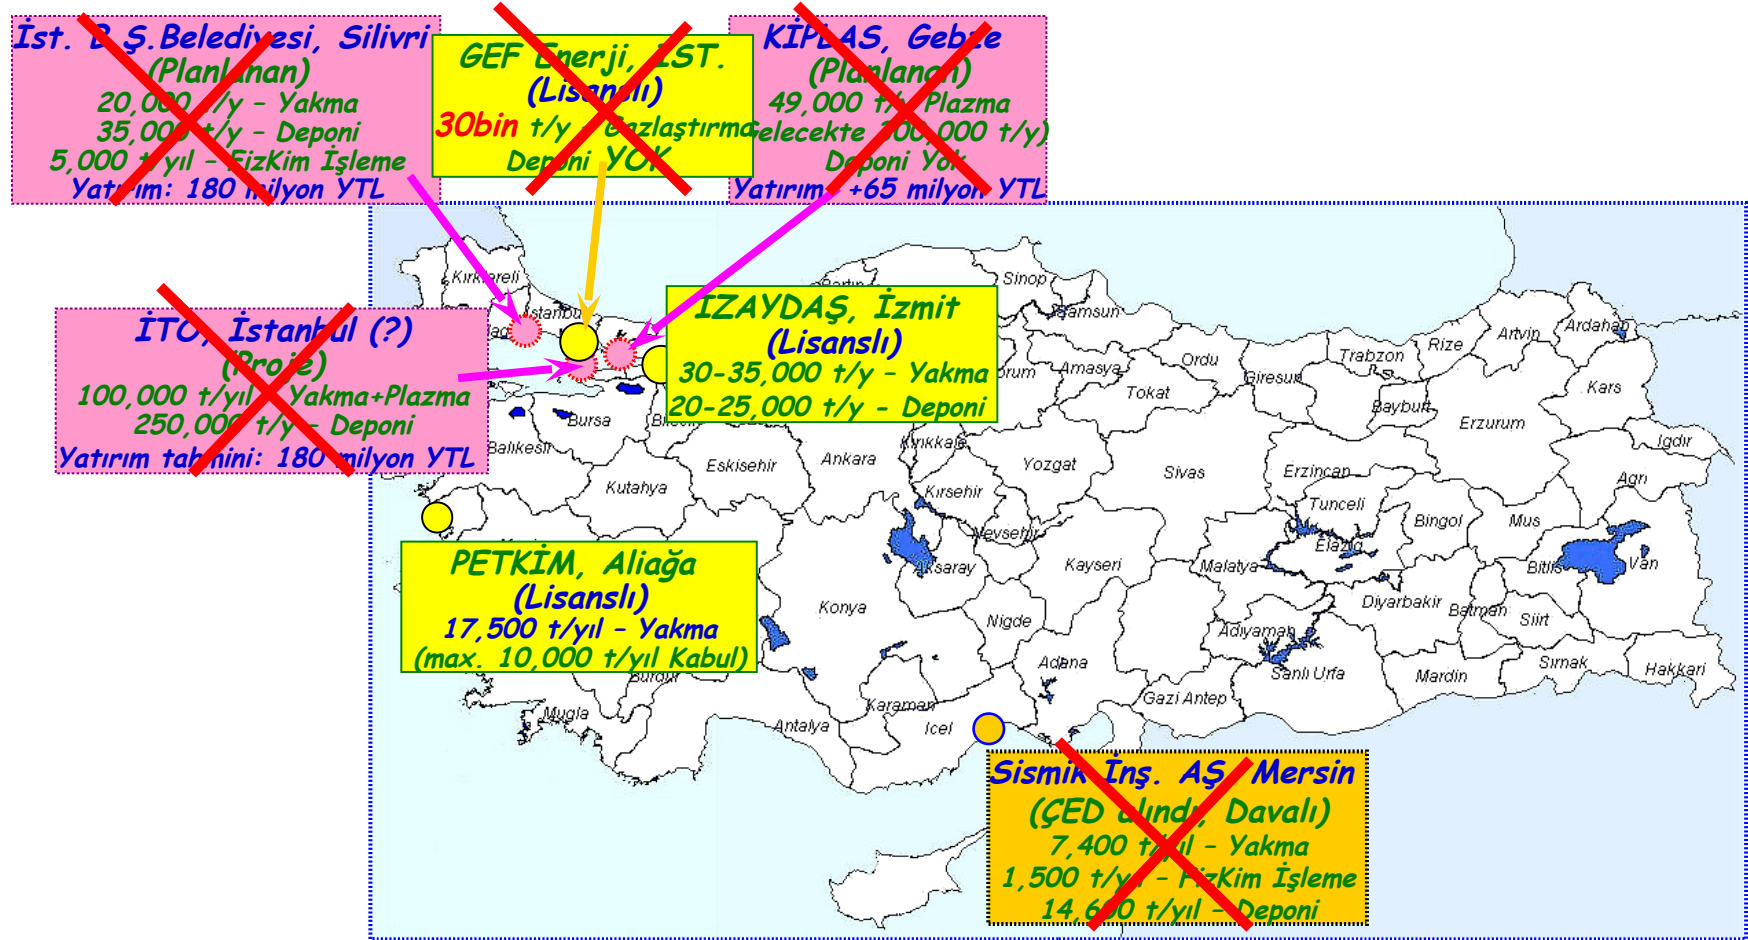 İst. B.Ş.Belediyesi, Silivri
(Planlanan)
20,000 t/y – Yakma
35,000 t/y – Deponi
5,000 t/yıl – FizKim İşleme
Yatırım: 180 milyon YTL
GEF Enerji, İST.
(Lisanslı)
30bin t/y – Gazlaştırma
Deponi YOK
KİPLAS, Gebze
(Planlanan)
49,000 t/y Plazma
Gelecekte 300,000 t/y)
Deponi Yok
Yatırım: +65 milyon YTL
İTO, İstanbul (?)
(Proje)
100,000 t/yıl – Yakma+Plazma
250,000 t/y – Deponi
Yatırım tahmini: 180 milyon YTL
IZAYDAŞ, İzmit
(Lisanslı)
30-35,000 t/y – Yakma
20-25,000 t/y – Deponi
PETKİM, Aliağa
(Lisanslı)
17,500 t/yıl – Yakma
(max. 10,000 t/yıl Kabul)
Sismik İnş. AŞ, Mersin
(ÇED alındı, Davalı)
7,400 t/yıl – Yakma
1,500 t/yıl – FizKim İşleme
14,600 t/yıl – Deponi
Kırklareli
Istanbul
Sinop
Samsun
Artvin
Ardahan
Rize
Trabzon
Ordu
Giresun
Amasya
Tokat
Kars
Bayburt
Erzurum
Igdir
Bursa
Balıkesir
Eskisehir
Ankara
Kırıkkale
Yozgat
Sivas
Erzincan
Agrı
Kutahya
Kırsehir
Tunceli
Bingol
Mus
Nevsehir
Elazig
Aksaray
Kayseri
Malatya
Bitlis
Van
Konya
Nigde
Diyarbakir
Batman
Siirt
Adıyaman
Adana
Sanlı Urfa
Mardin
Sırnak
Hakkari
Burdur
Mugla
Antalya
Karaman
Icel
Gazi Antep